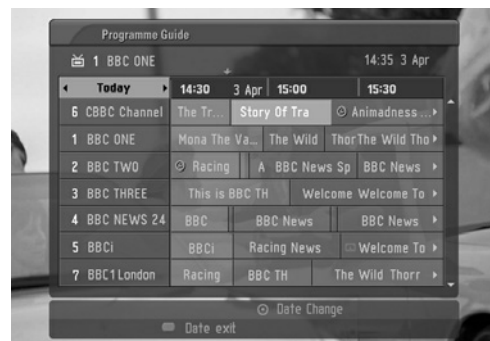 Programme Guide
1 BBC ONE 14:35 3 Apr
Today 14:30 3 Apr 15:00 15:30
6 CBBC Channel The Tr... Story Of Tra Animadness ...
1 BBC ONE Mona The Va... The Wild Thor The Wild Tho
2 BBC TWO Racing A BBC News Sp BBC News
3 BBC THREE This is BBC TH Welcome Welcome To
4 BBC NEWS 24 BBC BBC News BBC News
5 BBCi BBCi Racing News Welcome To
7 BBC1 London Racing BBC TH The Wild Thorr
Date Change
Date exit